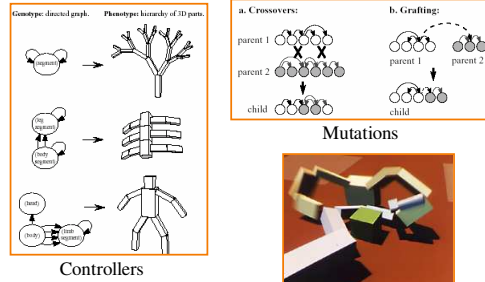 Genotype: directed graph. Phenotype: hierarchy of 3D parts.
(segment)
(leg
segment)
(body
segment)
(head)
(body)
(limb
segment)
Controllers
a. Crossovers:
parent 1
parent 2
child
b. Grafting:
parent 1
parent 2
child
Mutations